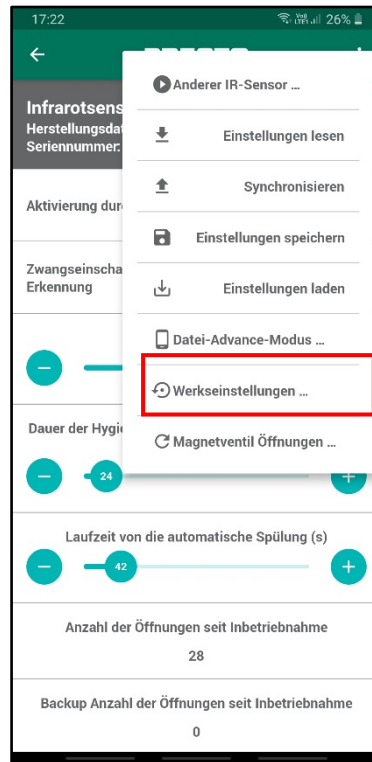 17:22
26%
Anderer IR-Sensor ...
Infrarotsens
Herstellungsdat
Seriennummer:
Einstellungen lesen
Synchronisieren
Aktivierung dur
Einstellungen speichern
Zwangseinscha
Erkennung
Einstellungen laden
Datei-Advance-Modus ...
Werkseinstellungen ...
Dauer der Hygie
Magnetventil Öffnungen ...
24
Laufzeit von die automatische Spülung (s)
42
Anzahl der Öffnungen seit Inbetriebnahme
28
Backup Anzahl der Öffnungen seit Inbetriebnahme
0